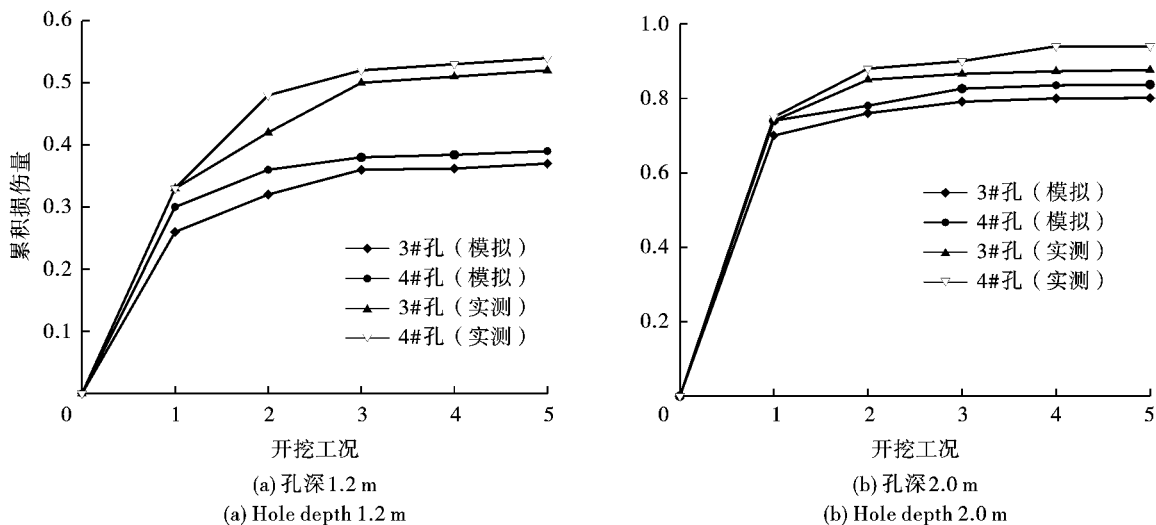 0.6
0.5
0.4
0.3
0.2
0.1
0
1
2
3
4
5
累积损伤量
开挖工况
3#孔（模拟）
4#孔（模拟）
3#孔（实测）
4#孔（实测）
(a) 孔深1.2 m
(a) Hole depth 1.2 m
1.0
0.8
0.6
0.4
0.2
0
1
2
3
4
5
开挖工况
3#孔（模拟）
4#孔（模拟）
3#孔（实测）
4#孔（实测）
(b) 孔深2.0 m
(b) Hole depth 2.0 m